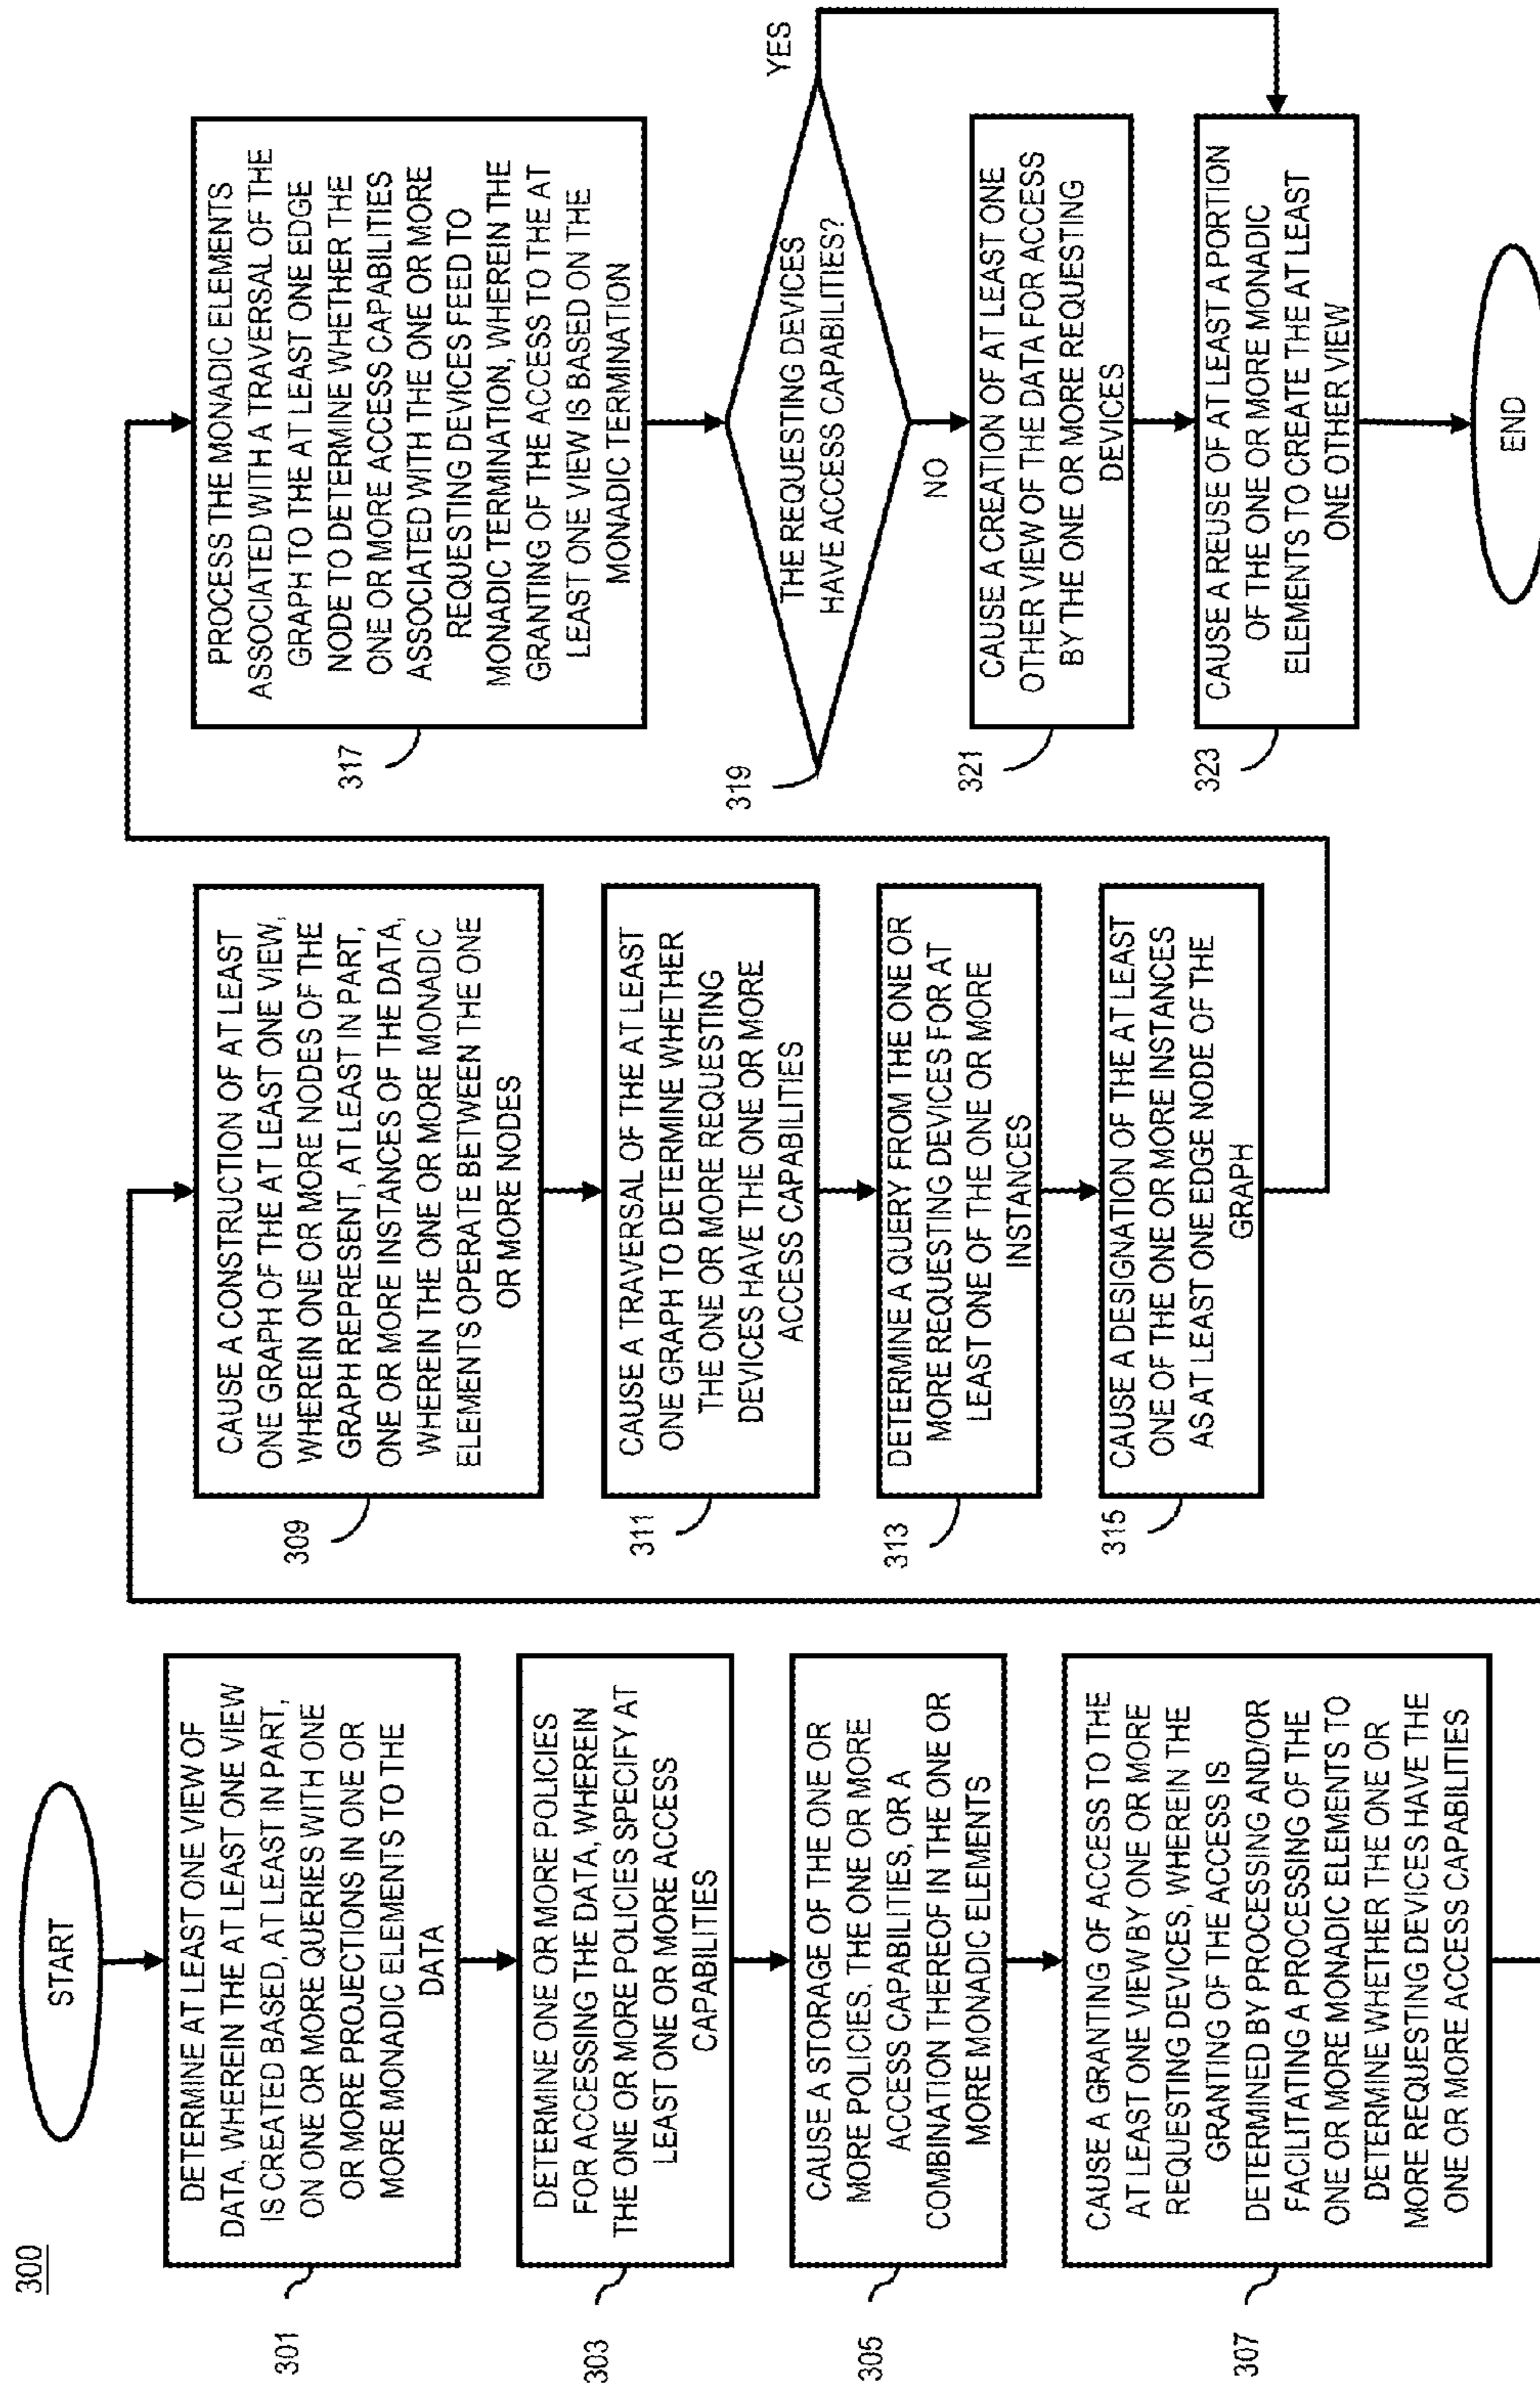 300
START
DETERMINE AT LEAST ONE VIEW OF
DATA, WHEREIN THE AT LEAST ONE VIEW
IS CREATED BASED, AT LEAST IN PART,
ON ONE OR MORE QUERIES WITH ONE
OR MORE PROJECTIONS IN ONE OR
MORE MONADIC ELEMENTS TO THE
DATA
301
DETERMINE ONE OR MORE POLICIES
FOR ACCESSING THE DATA, WHEREIN
THE ONE OR MORE POLICIES SPECIFY AT
LEAST ONE OR MORE ACCESS
CAPABILITIES
303
CAUSE A STORAGE OF THE ONE OR
MORE POLICIES. THE ONE OR MORE
ACCESS CAPABILITIES, OR A
COMBINATION THEREOF IN THE ONE OR
MORE MONADIC ELEMENTS
305
CAUSE A GRANTING OF ACCESS TO THE
AT LEAST ONE VIEW BY ONE OR MORE
REQUESTING DEVICES, WHEREIN THE
GRANTING OF THE ACCESS IS
DETERMINED BY PROCESSING AND/OR
FACILITATING A PROCESSING OF THE
ONE OR MORE MONADIC ELEMENTS TO
DETERMINE WHETHER THE ONE OR
MORE REQUESTING DEVICES HAVE THE
ONE OR MORE ACCESS CAPABILITIES
307
CAUSE A CONSTRUCTION OF AT LEAST
ONE GRAPH OF THE AT LEAST ONE VIEW,
WHEREIN ONE OR MORE NODES OF THE
GRAPH REPRESENT, AT LEAST IN PART,
ONE OR MORE INSTANCES OF THE DATA,
WHEREIN THE ONE OR MORE MONADIC
ELEMENTS OPERATE BETWEEN THE ONE
OR MORE NODES
309
CAUSE A TRAVERSAL OF THE AT LEAST
ONE GRAPH TO DETERMINE WHETHER
THE ONE OR MORE REQUESTING
DEVICES HAVE THE ONE OR MORE
ACCESS CAPABILITIES
311
DETERMINE A QUERY FROM THE ONE OR
MORE REQUESTING DEVICES FOR AT
LEAST ONE OF THE ONE OR MORE
INSTANCES
313
CAUSE A DESIGNATION OF THE AT LEAST
ONE OF THE ONE OR MORE INSTANCES
AS AT LEAST ONE EDGE NODE OF THE
GRAPH
315
PROCESS THE MONADIC ELEMENTS
ASSOCIATED WITH A TRAVERSAL OF THE
GRAPH TO THE AT LEAST ONE EDGE
NODE TO DETERMINE WHETHER THE
ONE OR MORE ACCESS CAPABILITIES
ASSOCIATED WITH THE ONE OR MORE
REQUESTING DEVICES FEED TO
MONADIC TERMINATION, WHEREIN THE
GRANTING OF THE ACCESS TO THE AT
LEAST ONE VIEW IS BASED ON THE
MONADIC TERMINATION
317
THE REQUESTING DEVICES
HAVE ACCESS CAPABILITIES?
319
YES
NO
CAUSE A CREATION OF AT LEAST ONE
OTHER VIEW OF THE DATA FOR ACCESS
BY THE ONE OR MORE REQUESTING
DEVICES
321
CAUSE A REUSE OF AT LEAST A PORTION
OF THE ONE OR MORE MONADIC
ELEMENTS TO CREATE THE AT LEAST
ONE OTHER VIEW
323
END